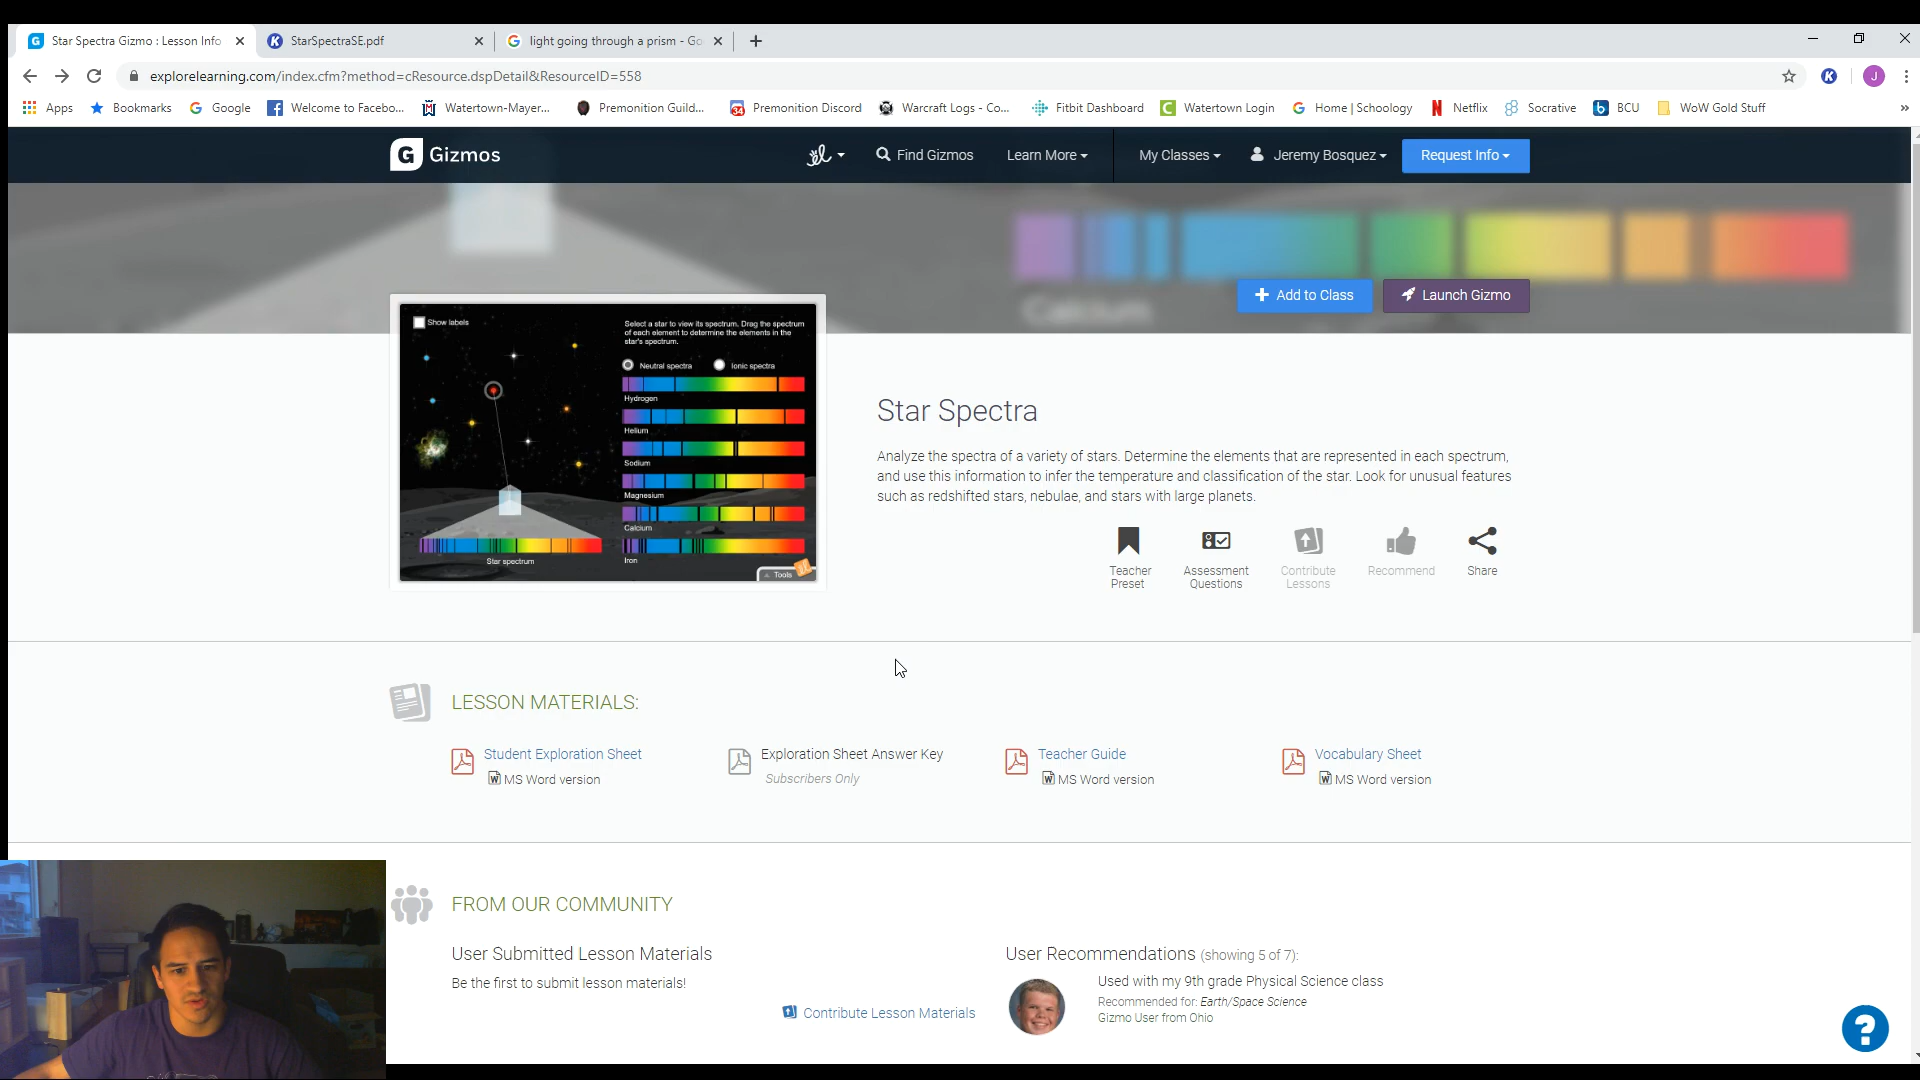 Star Spectra Gizmo : Lesson Info
StarSpectraSE.pdf
light going through a prism - Go
explorelearning.com/index.cfm?method=cResource.dspDetail&ResourceID=558
Apps
Bookmarks
Google
Welcome to Facebo...
Watertown-Mayer...
Premonition Guild...
Premonition Discord
Warcraft Logs - Co...
Fitbit Dashboard
Watertown Login
Home | Schoology
Netflix
Socrative
BCU
WoW Gold Stuff
Gizmos
Find Gizmos
Learn More
My Classes
Jeremy Bosquez
Request Info
Calcium
Add to Class
Launch Gizmo
Show labels
Select a star to view its spectrum. Drag the spectrum
of each element to determine the elements in the
star's spectrum.
Neutral spectra
Ionic spectra
Hydrogen
Helium
Sodium
Magnesium
Calcium
Iron
Star spectrum
Tools
Star Spectra
Analyze the spectra of a variety of stars. Determine the elements that are represented in each spectrum,
and use this information to infer the temperature and classification of the star. Look for unusual features
such as redshifted stars, nebulae, and stars with large planets.
Teacher
Preset
Assessment
Questions
Contribute
Lessons
Recommend
Share
LESSON MATERIALS:
Student Exploration Sheet
MS Word version
Exploration Sheet Answer Key
Subscribers Only
Teacher Guide
MS Word version
Vocabulary Sheet
MS Word version
FROM OUR COMMUNITY
User Submitted Lesson Materials
Be the first to submit lesson materials!
Contribute Lesson Materials
User Recommendations (showing 5 of 7):
Used with my 9th grade Physical Science class
Recommended for: Earth/Space Science
Gizmo User from Ohio